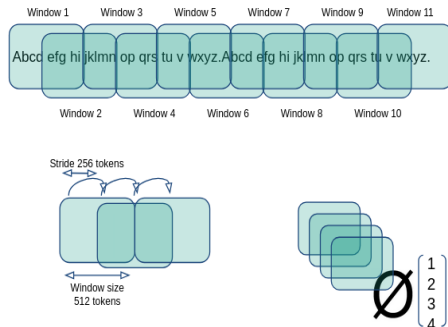 Window 1 Window 3 Window 5 Window 7 Window 9 Window 11
Abcd efg hi jklmn op qrs tu v wxyz.Abcd efg hi jklmn op qrs tu v wxyz.
Window 2 Window 4 Window 6 Window 8 Window 10
Stride 256 tokens
Window size
512 tokens
Ø
1
2
3
4